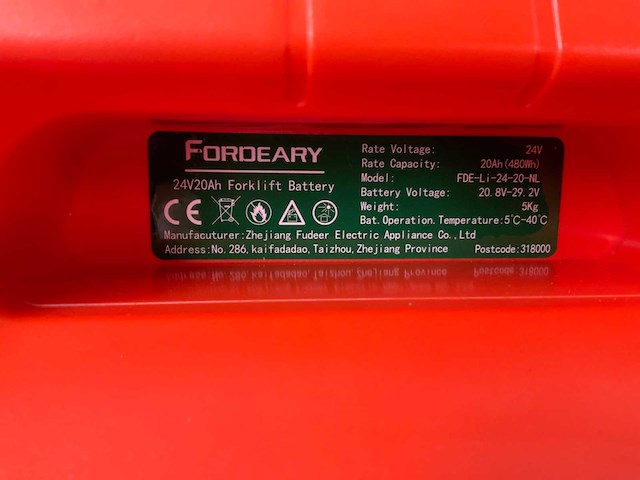 FORDEARY
24V20Ah Forklift Battery
CE
Rate Voltage: 24V
Rate Capacity: 20Ah(480Wh)
Model: FDE-Li-24-20-NL
Battery Voltage: 20.8V-29.2V
Weight: 5Kg
Bat.Operation.Temperature:5℃-40℃
Manufacturer:Zhejiang Fudeer Electric Appliance Co.,Ltd
Address:No.286,kaifadadao,Taizhou,Zhejiang Province Postcode:318000